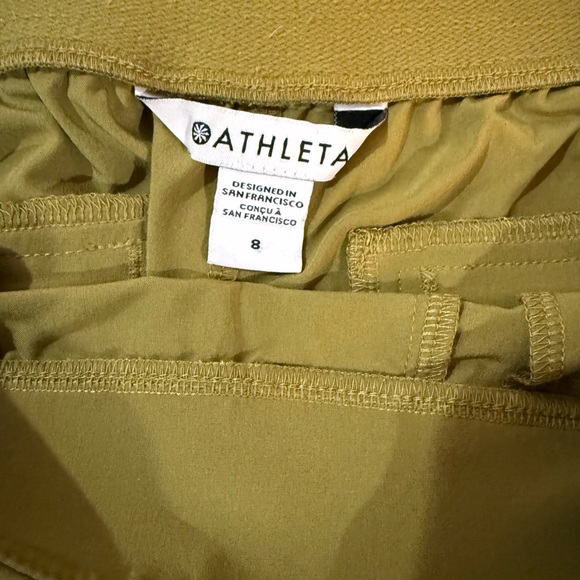 ATHLETA
DESIGNED IN
SAN FRANCISCO
CONÇU À
SAN FRANCISCO
8